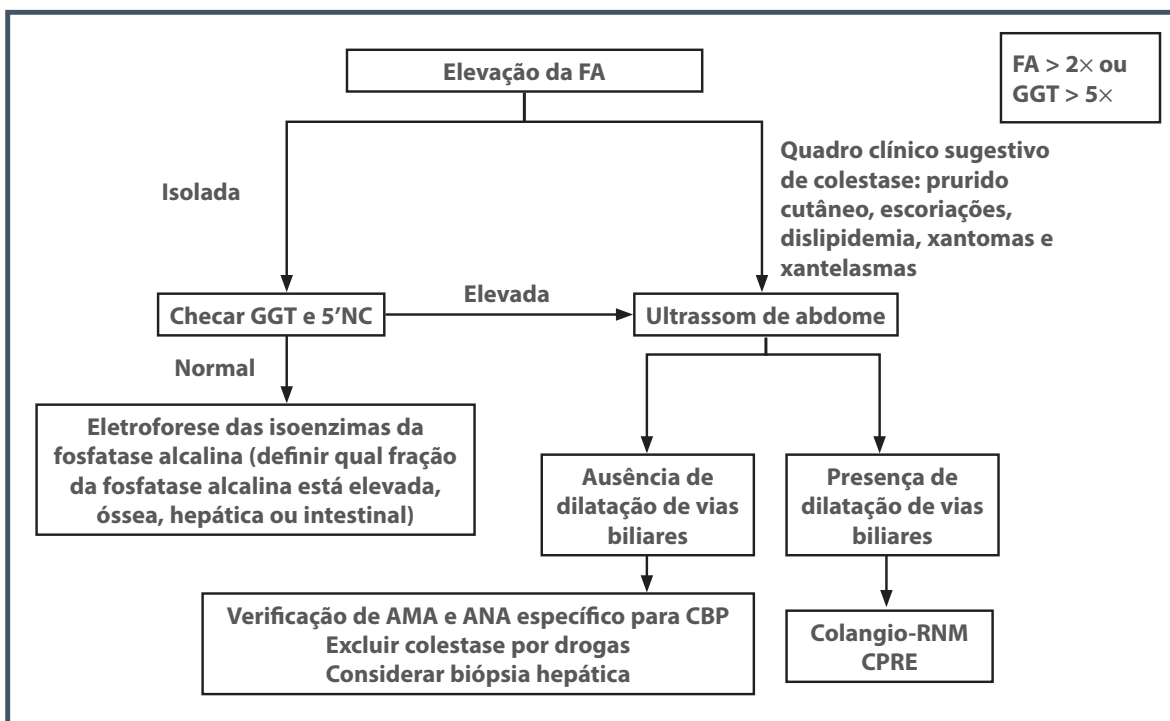 Elevação da FA
FA > 2× ou
GGT > 5×
Isolada
Quadro clínico sugestivo
de colestase: prurido
cutâneo, escoriações,
dislipidemia, xantomas e
xantelasmas
Checar GGT e 5’NC
Elevada
Ultrassom de abdome
Normal
Eletroforese das isoenzimas da
fosfatase alcalina (definir qual fração
da fosfatase alcalina está elevada,
óssea, hepática ou intestinal)
Ausência de
dilatação de vias
biliares
Presença de
dilatação de vias
biliares
Verificação de AMA e ANA específico para CBP
Excluir colestase por drogas
Considerar biópsia hepática
Colangio-RNM
CPRE